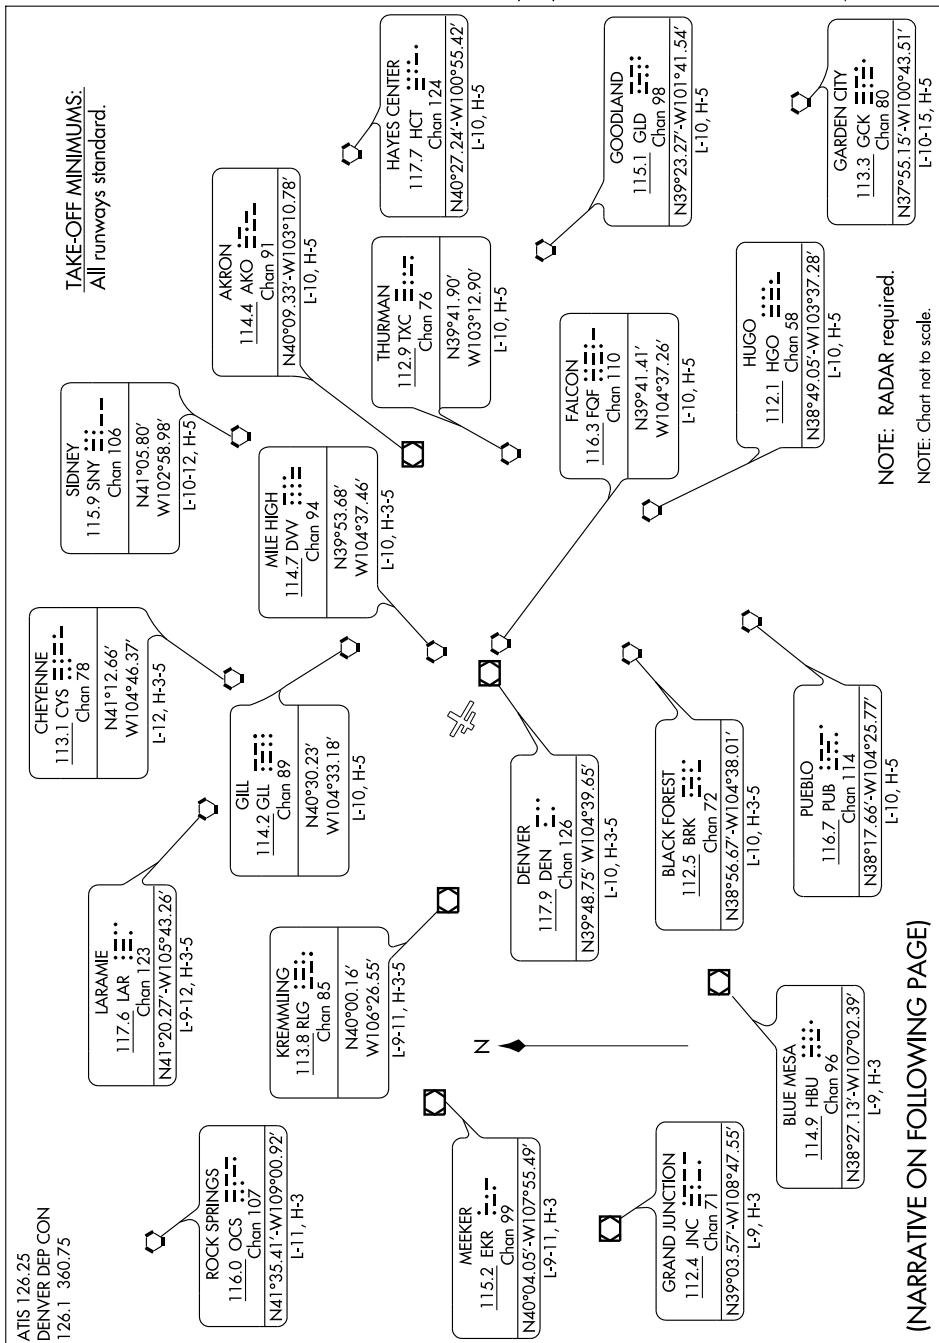 ATIS 126.25
DENVER DEP CON
126.1 360.75
TAKE-OFF MINIMUMS:
All runways standard.
ROCK SPRINGS
116.0 OCS
Chan 107
N41°35.41′-W109°00.92′
L-11, H-3
LARAMIE
117.6 LAR
Chan 123
N41°20.27′-W105°43.26′
L-9-12, H-3-5
CHEYENNE
113.1 CYS
Chan 78
N41°12.66′
W104°46.37′
L-12, H-3-5
SIDNEY
115.9 SNY
Chan 106
N41°05.80′
W102°58.98′
L-10-12, H-5
AKRON
114.4 AKO
Chan 91
N40°09.33′-W103°10.78′
L-10, H-5
GILL
114.2 GLL
Chan 89
N40°30.23′
W104°33.18′
L-10, H-5
MILE HIGH
114.7 DVV
Chan 94
N39°53.68′
W104°37.46′
L-10, H-3-5
KREMMLING
113.8 RLG
Chan 85
N40°00.16′
W106°26.55′
L-9-11, H-3-5
THURMAN
112.9 TXC
Chan 76
N39°41.90′
W103°12.90′
L-10, H-5
HAYES CENTER
117.7 HCT
Chan 124
N40°27.24′-W100°55.42′
L-10, H-5
MEEKER
115.2 EKR
Chan 99
N40°04.05′-W107°55.49′
L-9-11, H-3
N
DENVER
117.9 DEN
Chan 126
N39°48.75′ W104°39.65′
L-10, H-3-5
FALCON
116.3 FQF
Chan 110
N39°41.41′
W104°37.26′
L-10, H-5
GOODLAND
115.1 GLD
Chan 98
N39°23.27′-W101°41.54′
L-10, H-5
GRAND JUNCTION
112.4 JNC
Chan 71
N39°03.57′-W108°47.55′
L-9, H-3
BLACK FOREST
112.5 BRK
Chan 72
N38°56.67′-W104°38.01′
L-10, H-3-5
HUGO
112.1 HGO
Chan 58
N38°49.05′-W103°37.28′
L-10, H-5
BLUE MESA
114.9 HBU
Chan 96
N38°27.13′-W107°02.39′
L-9, H-3
PUEBLO
116.7 PUB
Chan 114
N38°17.66′-W104°25.77′
L-10, H-5
GARDEN CITY
113.3 GCK
Chan 80
N37°55.15′-W100°43.51′
L-10-15, H-5
NOTE: RADAR required.
NOTE: Chart not to scale.
(NARRATIVE ON FOLLOWING PAGE)